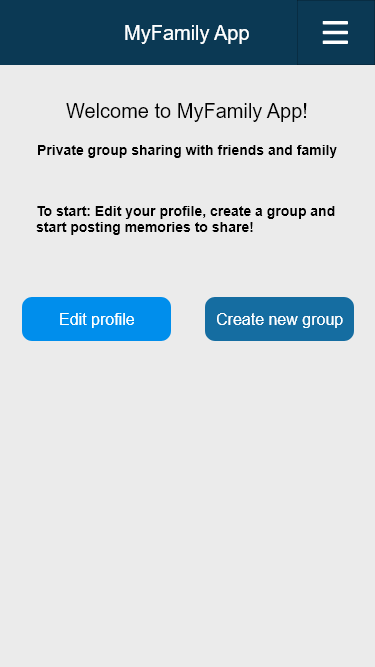 MyFamily App
Welcome to MyFamily App!
Private group sharing with friends and family
To start: Edit your profile, create a group and
start posting memories to share!
Edit profile
Create new group